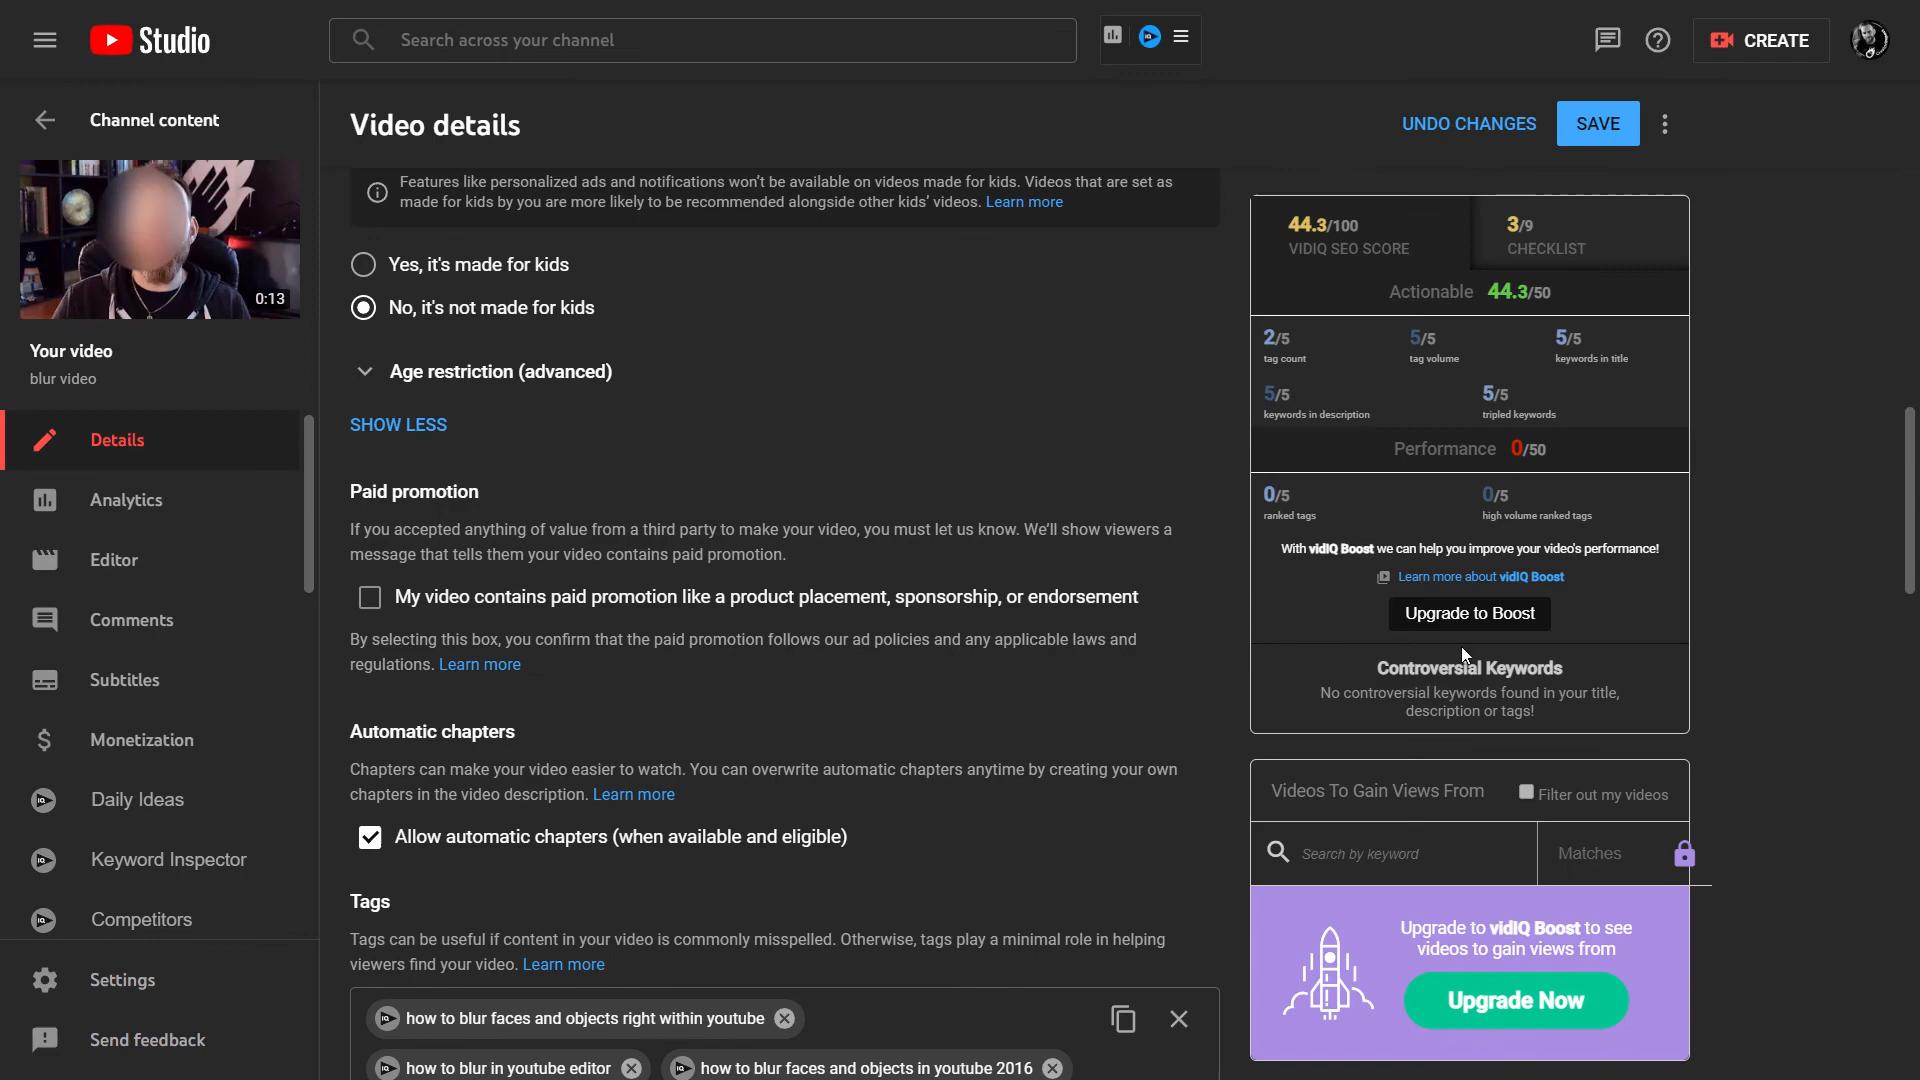 Studio
Search across your channel
CREATE
Channel content
Video details
UNDO CHANGES
SAVE
0:13
Your video
blur video
Details
Analytics
Editor
Comments
Subtitles
Monetization
Daily Ideas
Keyword Inspector
Competitors
Settings
Send feedback
Features like personalized ads and notifications won't be available on videos made for kids. Videos that are set as
made for kids by you are more likely to be recommended alongside other kids' videos. Learn more
Yes, it's made for kids
No, it's not made for kids
Age restriction (advanced)
SHOW LESS
Paid promotion
If you accepted anything of value from a third party to make your video, you must let us know. We'll show viewers a
message that tells them your video contains paid promotion.
My video contains paid promotion like a product placement, sponsorship, or endorsement
By selecting this box, you confirm that the paid promotion follows our ad policies and any applicable laws and
regulations. Learn more
Automatic chapters
Chapters can make your video easier to watch. You can overwrite automatic chapters anytime by creating your own
chapters in the video description. Learn more
Allow automatic chapters (when available and eligible)
Tags
Tags can be useful if content in your video is commonly misspelled. Otherwise, tags play a minimal role in helping
viewers find your video. Learn more
how to blur faces and objects right within youtube
how to blur in youtube editor
how to blur faces and objects in youtube 2016
44.3/100
VIDIQ SEO SCORE
3/9
CHECKLIST
Actionable 44.3/50
2/5
tag count
5/5
tag volume
5/5
keywords in title
5/5
keywords in description
5/5
tripled keywords
Performance 0/50
0/5
ranked tags
0/5
high volume ranked tags
With vidIQ Boost we can help you improve your video's performance!
Learn more about vidIQ Boost
Upgrade to Boost
Controversial Keywords
No controversial keywords found in your title,
description or tags!
Videos To Gain Views From
Filter out my videos
Search by keyword
Matches
Upgrade to vidIQ Boost to see
videos to gain views from
Upgrade Now